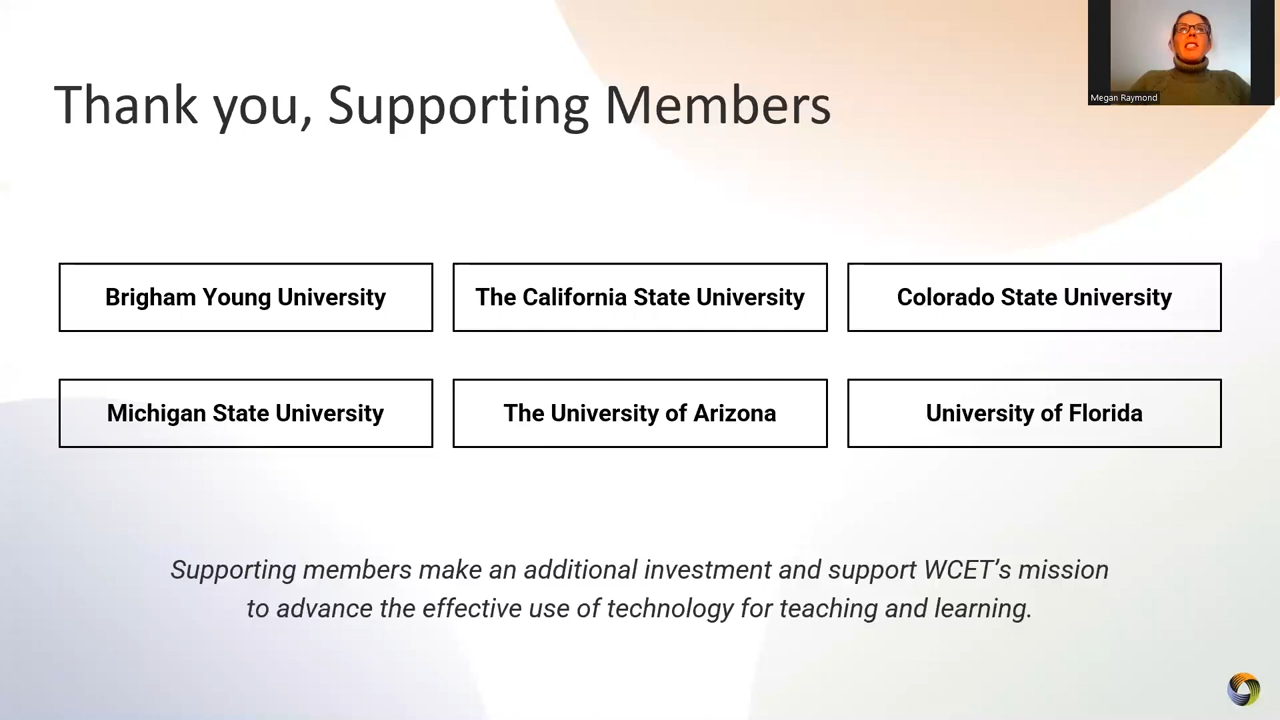 Thank you, Supporting Members
Megan Raymond
Brigham Young University
The California State University
Colorado State University
Michigan State University
The University of Arizona
University of Florida
Supporting members make an additional investment and support WCET’s mission
to advance the effective use of technology for teaching and learning.